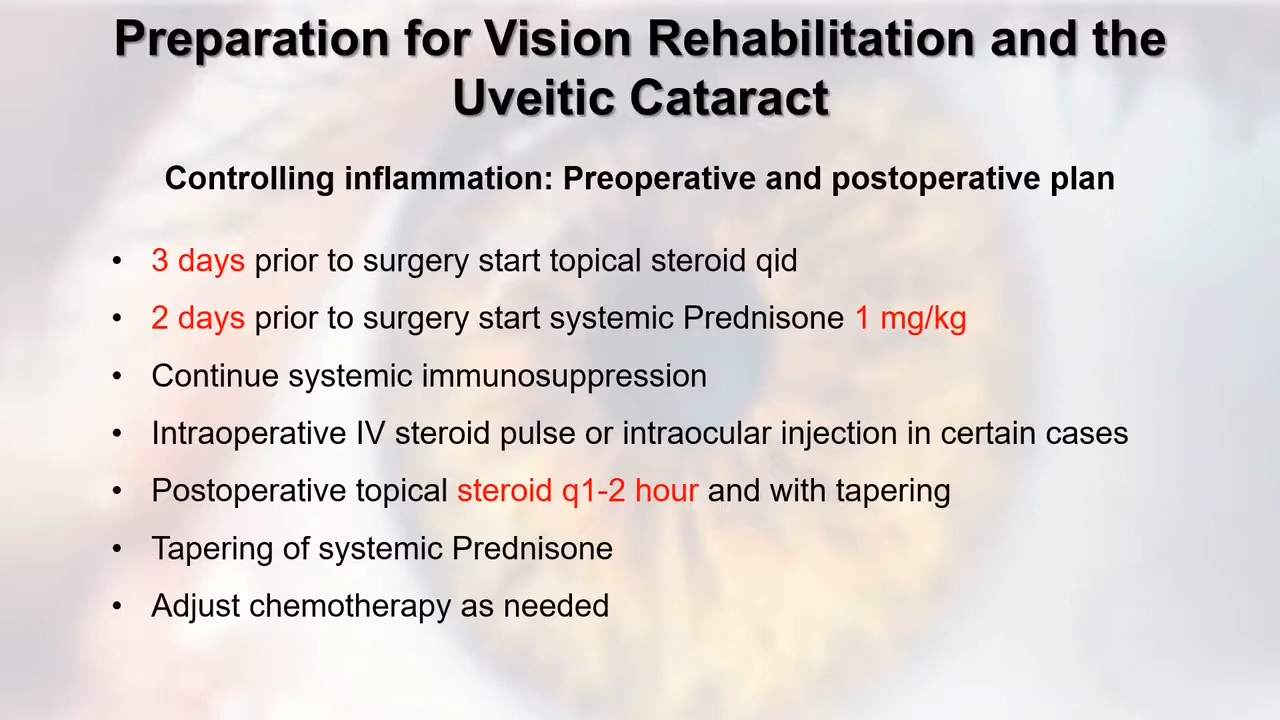 Preparation for Vision Rehabilitation and the
Uveitic Cataract
Controlling inflammation: Preoperative and postoperative plan
• 3 days prior to surgery start topical steroid qid
• 2 days prior to surgery start systemic Prednisone 1 mg/kg
• Continue systemic immunosuppression
• Intraoperative IV steroid pulse or intraocular injection in certain cases
• Postoperative topical steroid q1-2 hour and with tapering
• Tapering of systemic Prednisone
• Adjust chemotherapy as needed